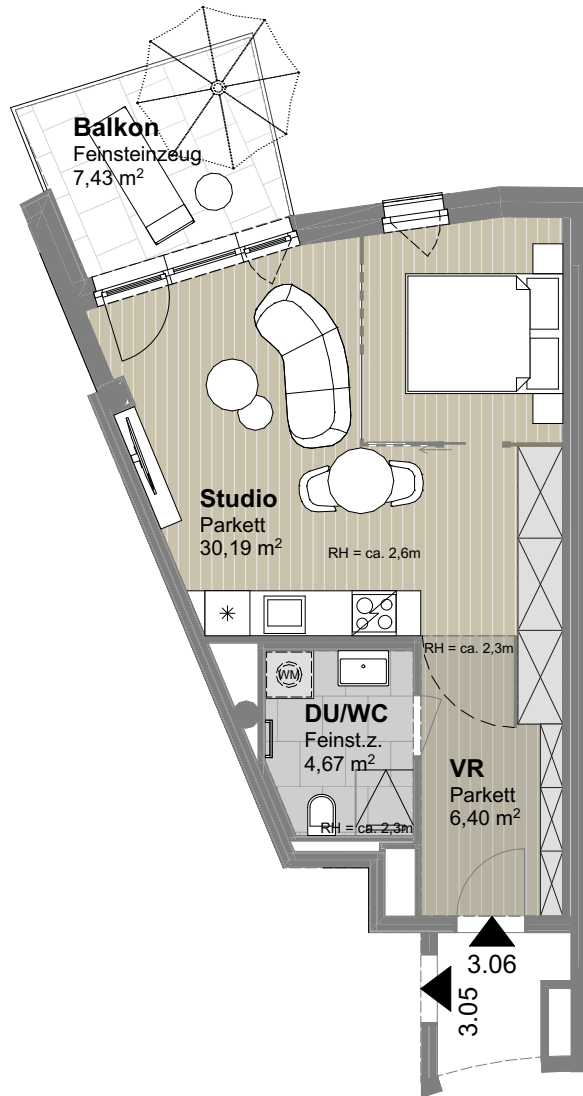 Balkon
Feinsteinzeug
7,43 m²
Studio
Parkett
30,19 m²
RH = ca. 2,6m
RH = ca. 2,3m
WM
DU/WC
Feinst.z.
4,67 m²
RH = ca. 2,3m
VR
Parkett
6,40 m²
3.06
3.05